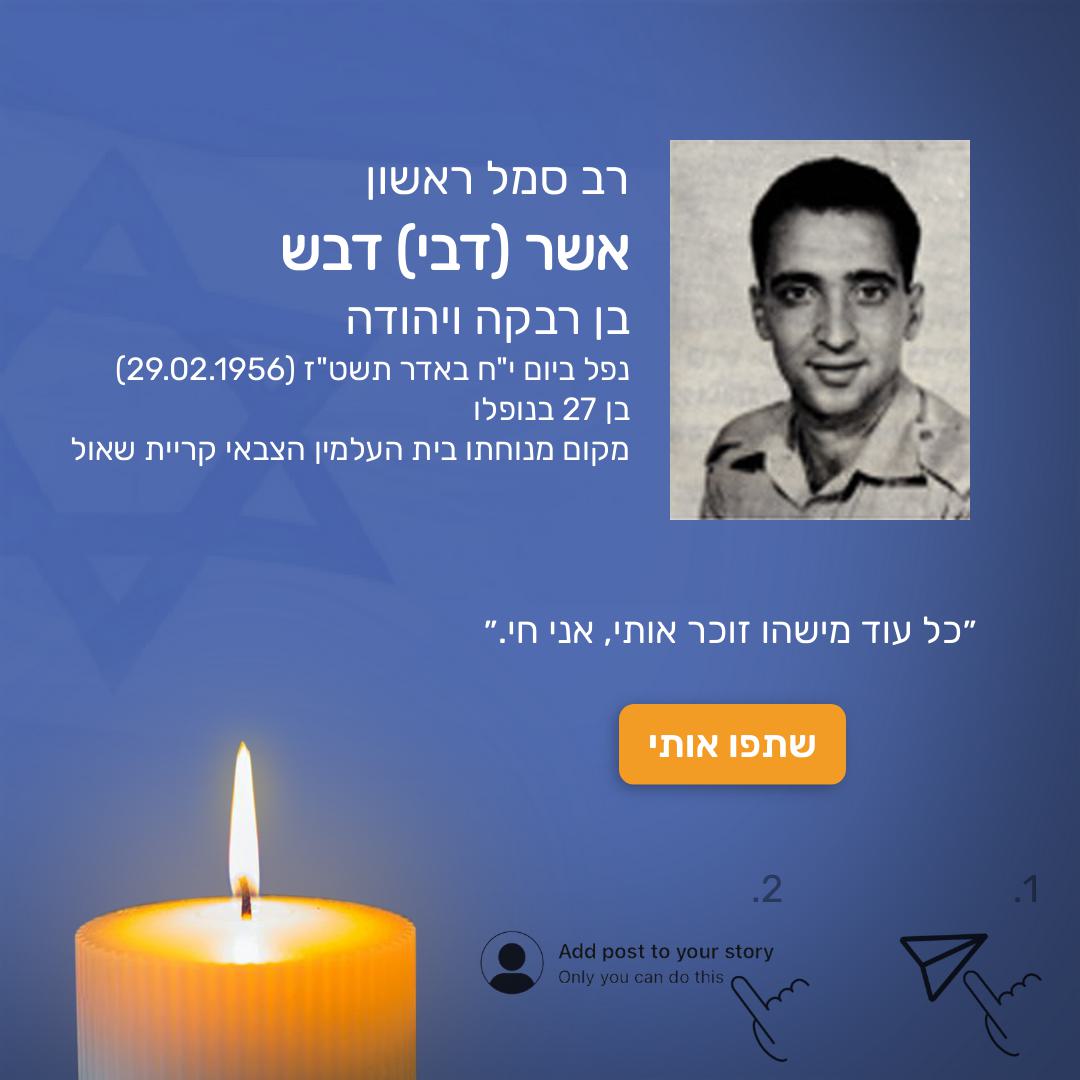 רב סמל ראשון
אשר (דבי) דבש
בן רבקה ויהודה
נפל ביום י"ח באדר תשט"ז (29.02.1956)
בן 27 בנופלו
מקום מנוחתו בית העלמין הצבאי קריית שאול
״כל עוד מישהו זוכר אותי, אני חי.״
שתפו אותי
1.
2.
Add post to your story
Only you can do this